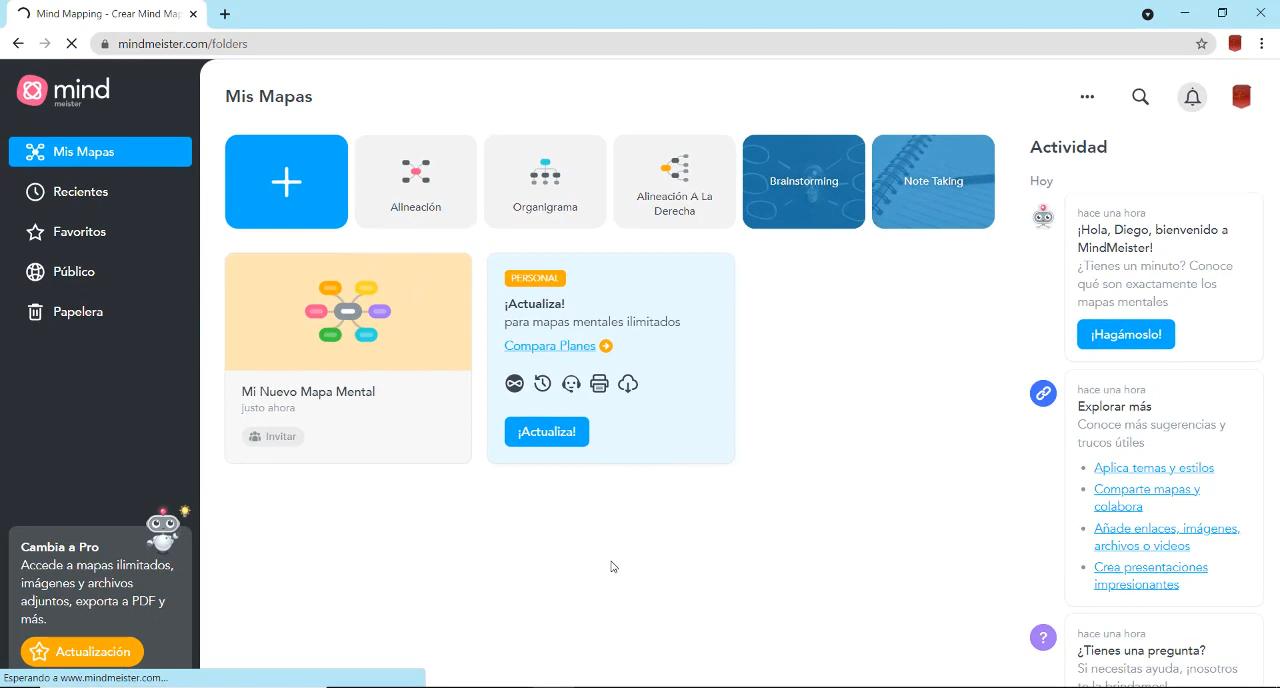 Mind Mapping - Crear Mind Map
mindmeister.com/folders
mind
meister
Mis Mapas
Recientes
Favoritos
Público
Papelera
Cambia a Pro
Accede a mapas ilimitados,
imágenes y archivos
adjuntos, exporta a PDF y
más.
Actualización
Esperando a www.mindmeister.com...
Mis Mapas
Alineación
Organigrama
Alineación A La
Derecha
Brainstorming
Note Taking
Mi Nuevo Mapa Mental
justo ahora
Invitar
PERSONAL
¡Actualiza!
para mapas mentales ilimitados
Compara Planes
¡Actualiza!
Actividad
Hoy
hace una hora
¡Hola, Diego, bienvenido a
MindMeister!
¿Tienes un minuto? Conoce
qué son exactamente los
mapas mentales
¡Hagámoslo!
hace una hora
Explorar más
Conoce más sugerencias y
trucos útiles
Aplica temas y estilos
Comparte mapas y
colabora
Añade enlaces, imágenes,
archivos o videos
Crea presentaciones
impresionantes
?
hace una hora
¿Tienes una pregunta?
Si necesitas ayuda, ¡nosotros
te la brindamos!